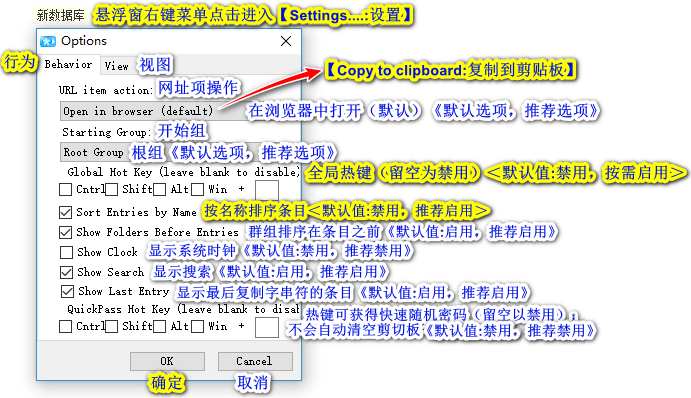 新数据库 悬浮窗右键菜单点击进入【Settings....:设置】
Options
行为 Behavior View 视图
URL item action: 网址项操作 【Copy to clipboard:复制到剪贴板】
Open in browser (default) 在浏览器中打开（默认）《默认选项，推荐选项》
Starting Group: 开始组
Root Group 根组《默认选项，推荐选项》
Global Hot Key (leave blank to disable) 全局热键（留空为禁用）＜默认值:禁用，按需启用＞
Cntrl Shift Alt Win +
Sort Entries by Name 按名称排序条目＜默认值:禁用，推荐启用＞
Show Folders Before Entries 群组排序在条目之前《默认值:启用，推荐启用》
Show Clock 显示系统时钟《默认值:禁用，推荐禁用》
Show Search 显示搜索《默认值:启用，推荐启用》
Show Last Entry 显示最后复制字串符的条目《默认值:启用，推荐启用》
QuickPass Hot Key (leave blank to disa 热键可获得快速随机密码（留空以禁用），
Cntrl Shift Alt Win + 不会自动清空剪切板《默认值:禁用，推荐禁用》
OK Cancel
确定 取消